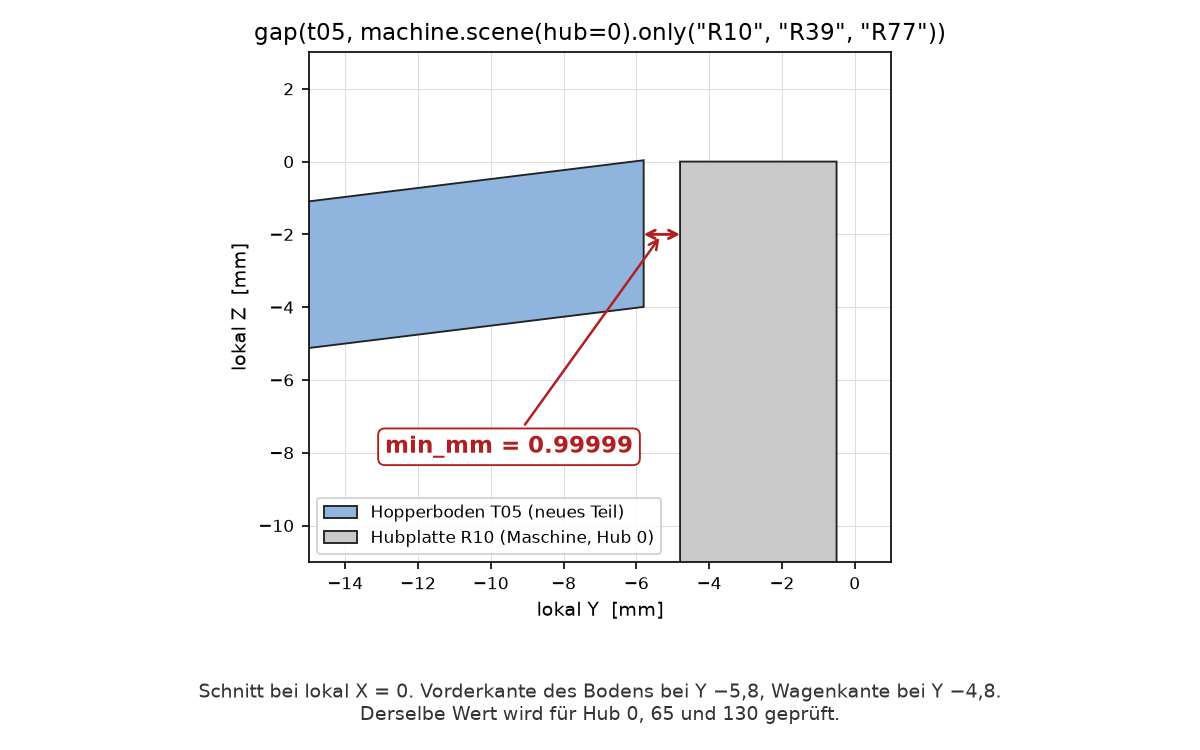 gap(t05, machine.scene(hub=0).only("R10", "R39", "R77"))
2
0
−2
−4
−6
−8
−10
lokal Z [mm]
min_mm = 0.99999
Hopperboden T05 (neues Teil)
Hubplatte R10 (Maschine, Hub 0)
−14 −12 −10 −8 −6 −4 −2 0
lokal Y [mm]
Schnitt bei lokal X = 0. Vorderkante des Bodens bei Y −5,8, Wagenkante bei Y −4,8.
Derselbe Wert wird für Hub 0, 65 und 130 geprüft.